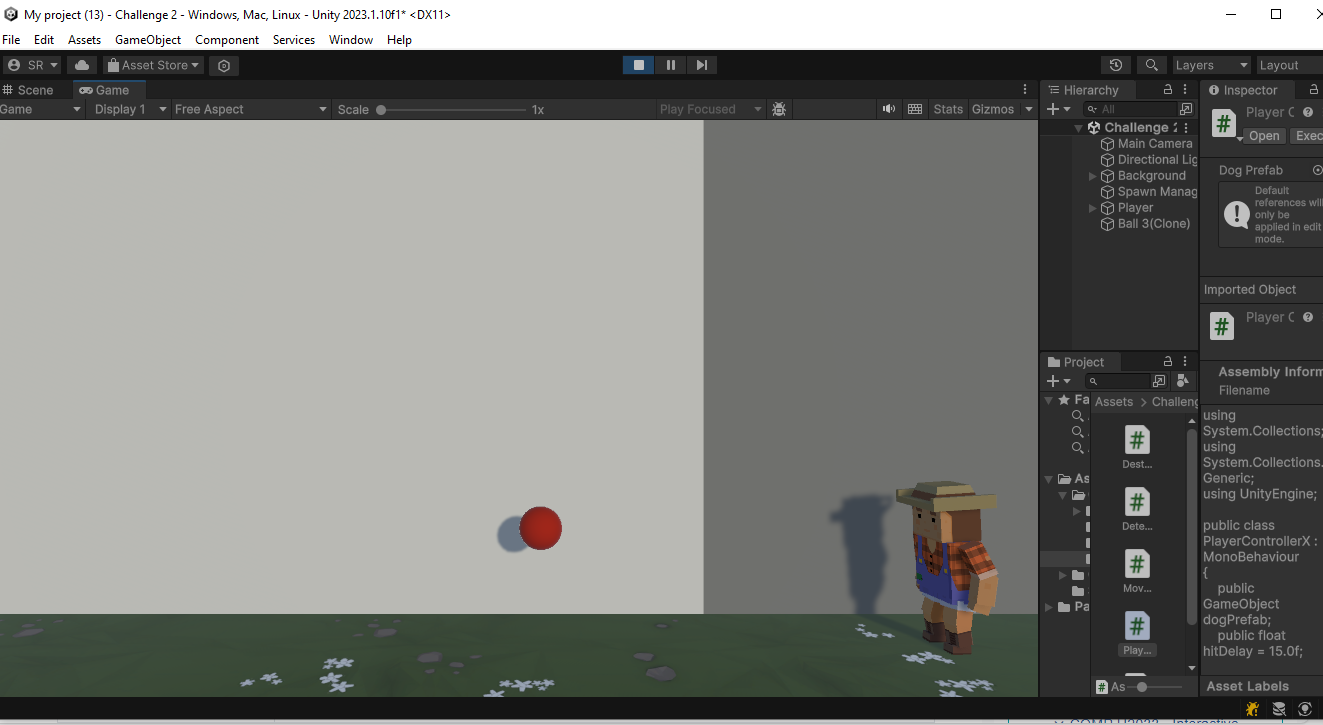 My project (13) - Challenge 2 - Windows, Mac, Linux - Unity 2023.1.10f1* <DX11>
File Edit Assets GameObject Component Services Window Help
SR Asset Store Layers Layout
Scene Game
Game Display 1 Free Aspect Scale 1x Play Focused Stats Gizmos
Hierarchy
All
Challenge 2
Main Camera
Directional Lig
Background
Spawn Manag
Player
Ball 3(Clone)
Project
Fa
As
Pa
Assets > Challeng
Dest...
Dete...
Mov...
Play...
As
Inspector
Player C
Open Exec
Dog Prefab
Default
references will
only be
applied in edit
mode.
Imported Object
Player C
Assembly Inform
Filename
using
System.Collections;
using
System.Collections.
Generic;
using UnityEngine;
public class
PlayerControllerX :
MonoBehaviour
{
public
GameObject
dogPrefab;
public float
hitDelay = 15.0f;
Asset Labels